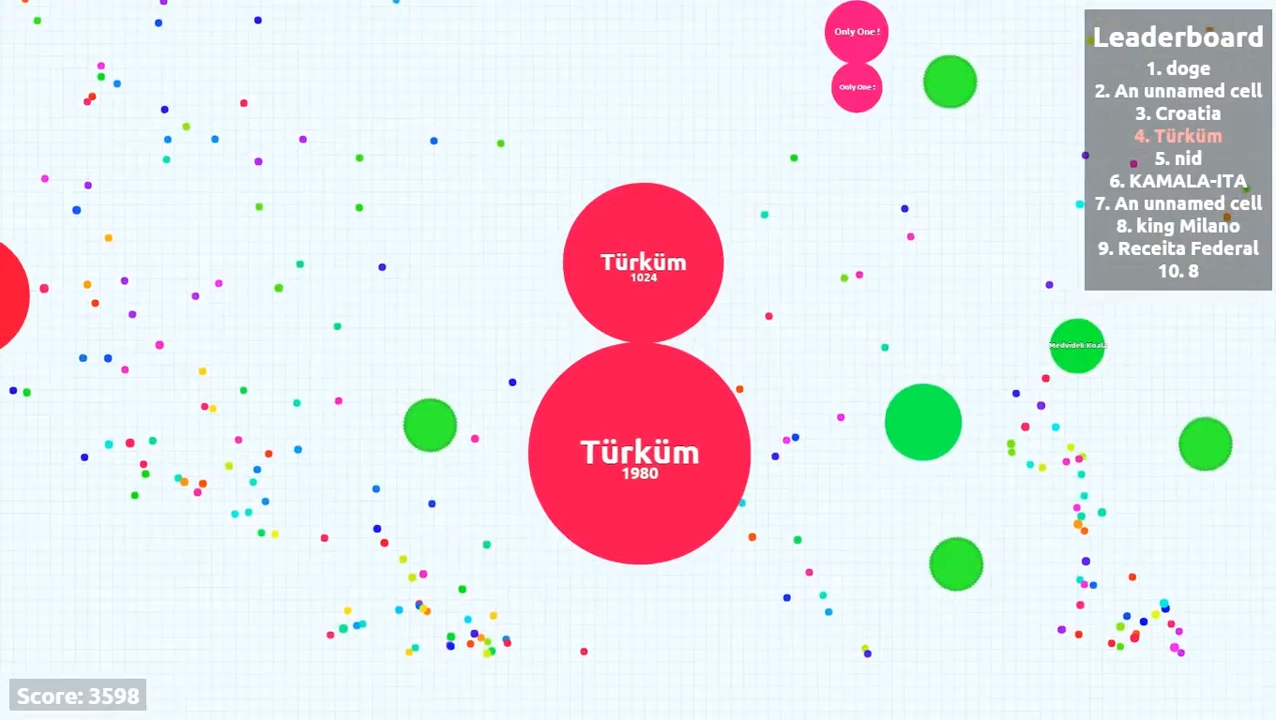 Only One !
Only One !
Leaderboard
1. doge
2. An unnamed cell
3. Croatia
4. Türküm
5. nid
6. KAMALA-ITA
7. An unnamed cell
8. king Milano
9. Receita Federal
10. 8
Türküm
1024
Medvidek Koala
Türküm
1980
Score: 3598